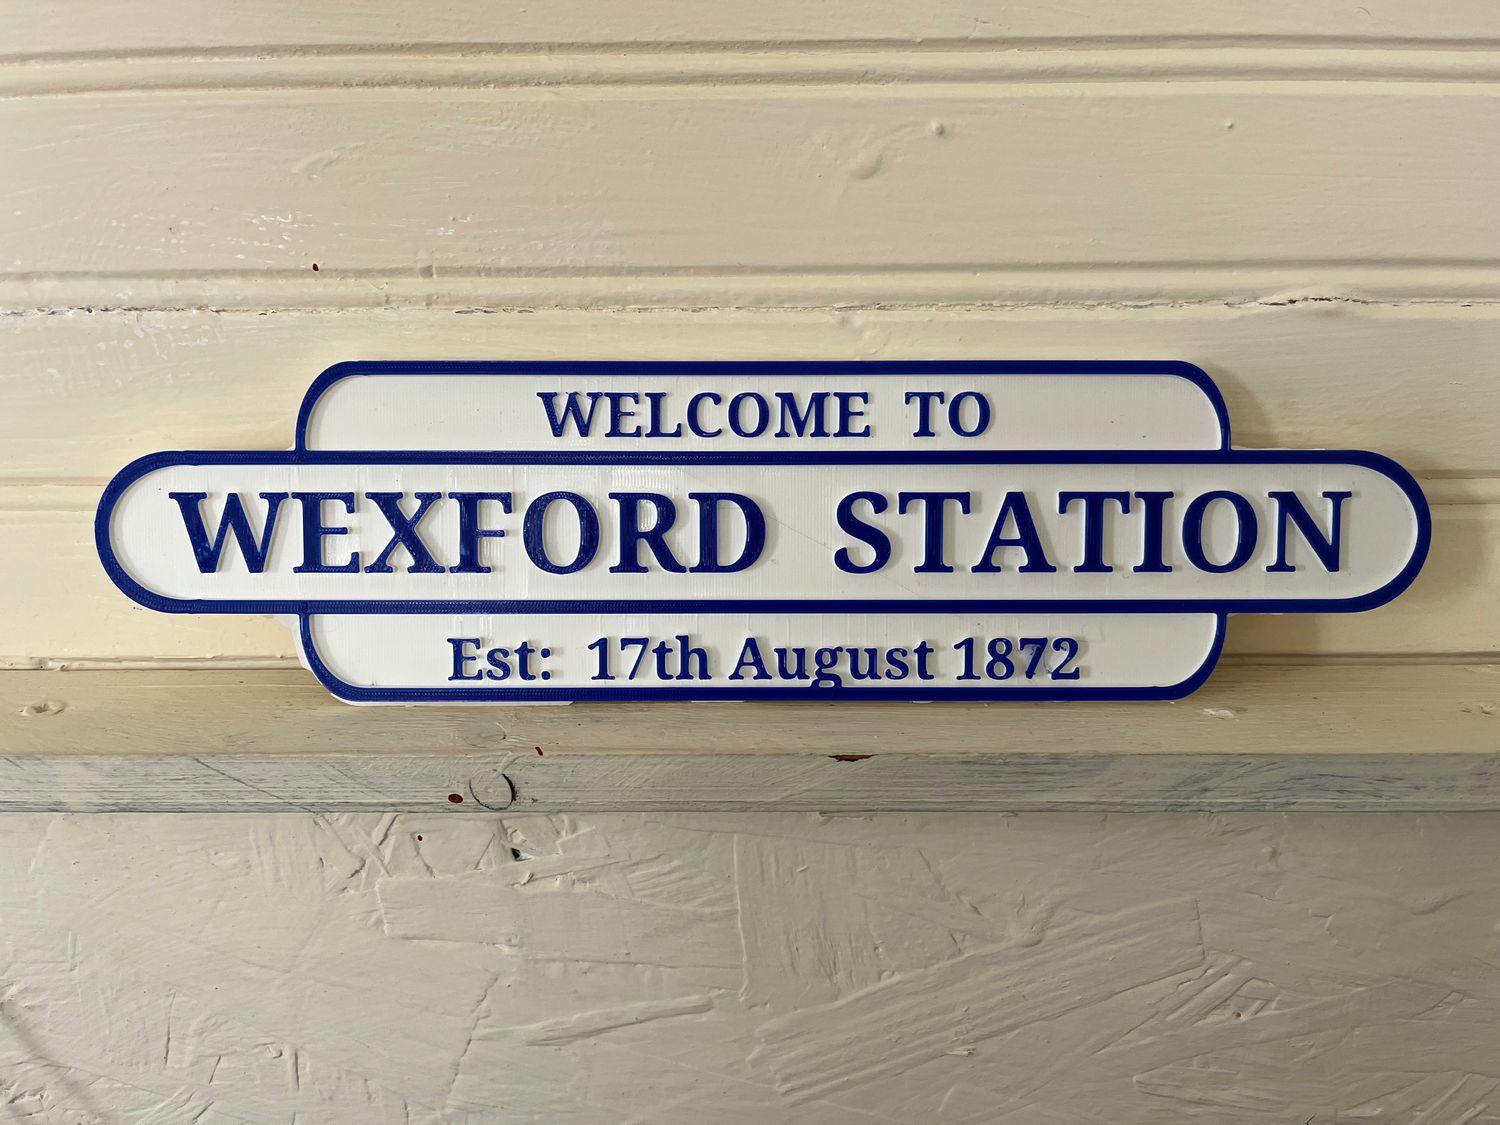 WELCOME TO
WEXFORD STATION
Est: 17th August 1872